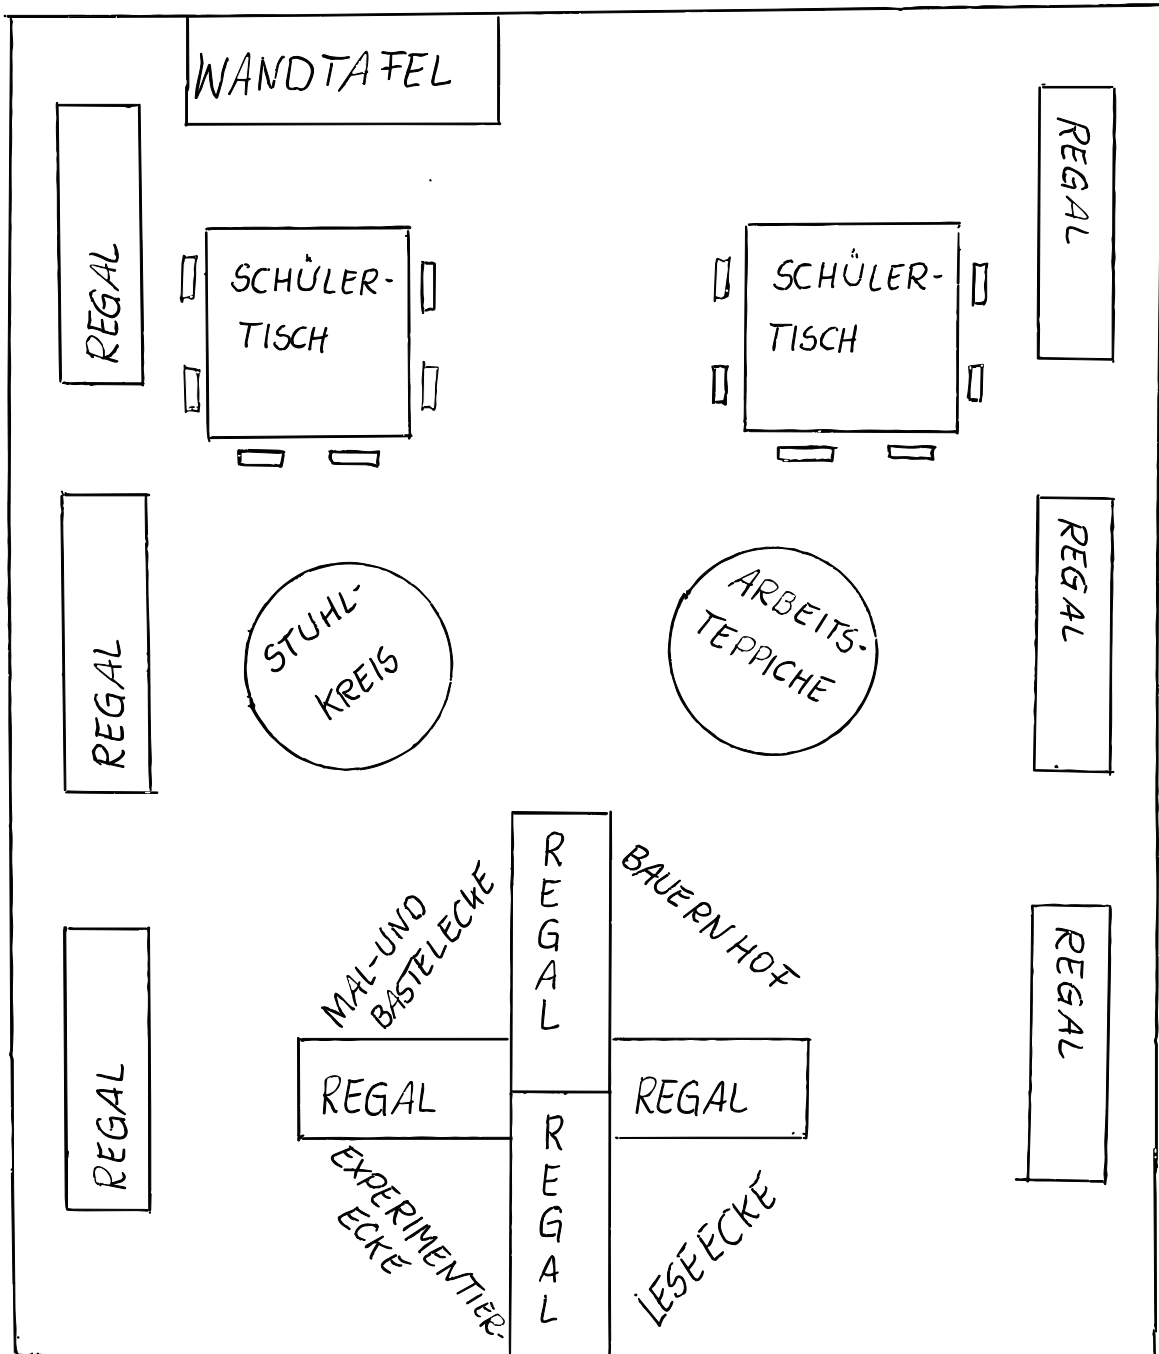 WANDTAFEL
REGAL
REGAL
SCHÜLER-
TISCH
SCHÜLER-
TISCH
REGAL
REGAL
STUHL-
KREIS
ARBEITS-
TEPPICHE
MAL-UND
BASTELECKE
REGAL
BAUERNHOF
REGAL
REGAL
REGAL
REGAL
EXPERIMENTIER-
ECKE
REGAL
LESEECKE